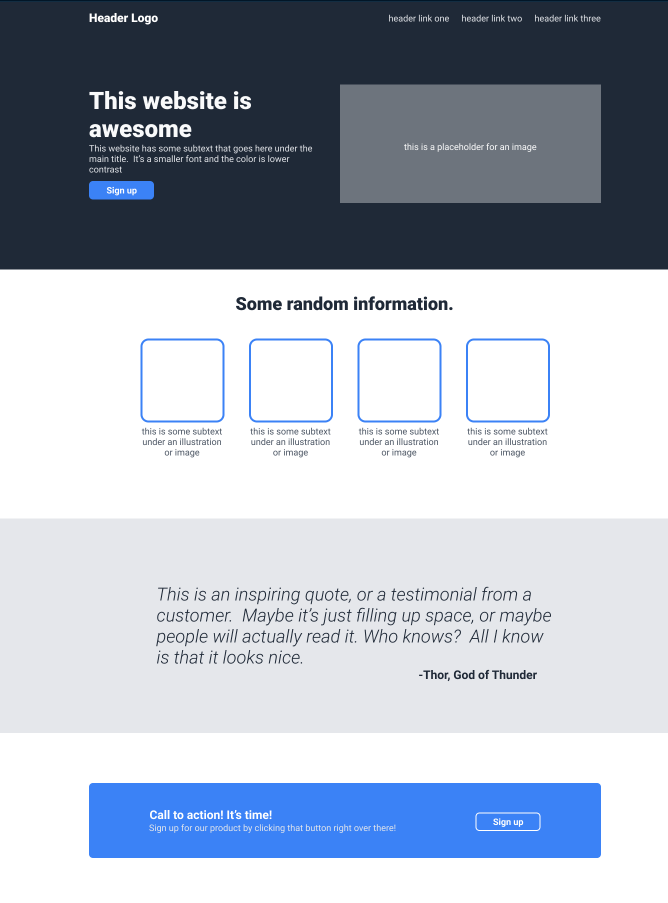 Header Logo
header link one
header link two
header link three
This website is
awesome
This website has some subtext that goes here under the
main title.  It's a smaller font and the color is lower
contrast
Sign up
this is a placeholder for an image
Some random information.
this is some subtext
under an illustration
or image
this is some subtext
under an illustration
or image
this is some subtext
under an illustration
or image
this is some subtext
under an illustration
or image
This is an inspiring quote, or a testimonial from a
customer.  Maybe it's just filling up space, or maybe
people will actually read it. Who knows?  All I know
is that it looks nice.
-Thor, God of Thunder
Call to action! It's time!
Sign up for our product by clicking that button right over there!
Sign up